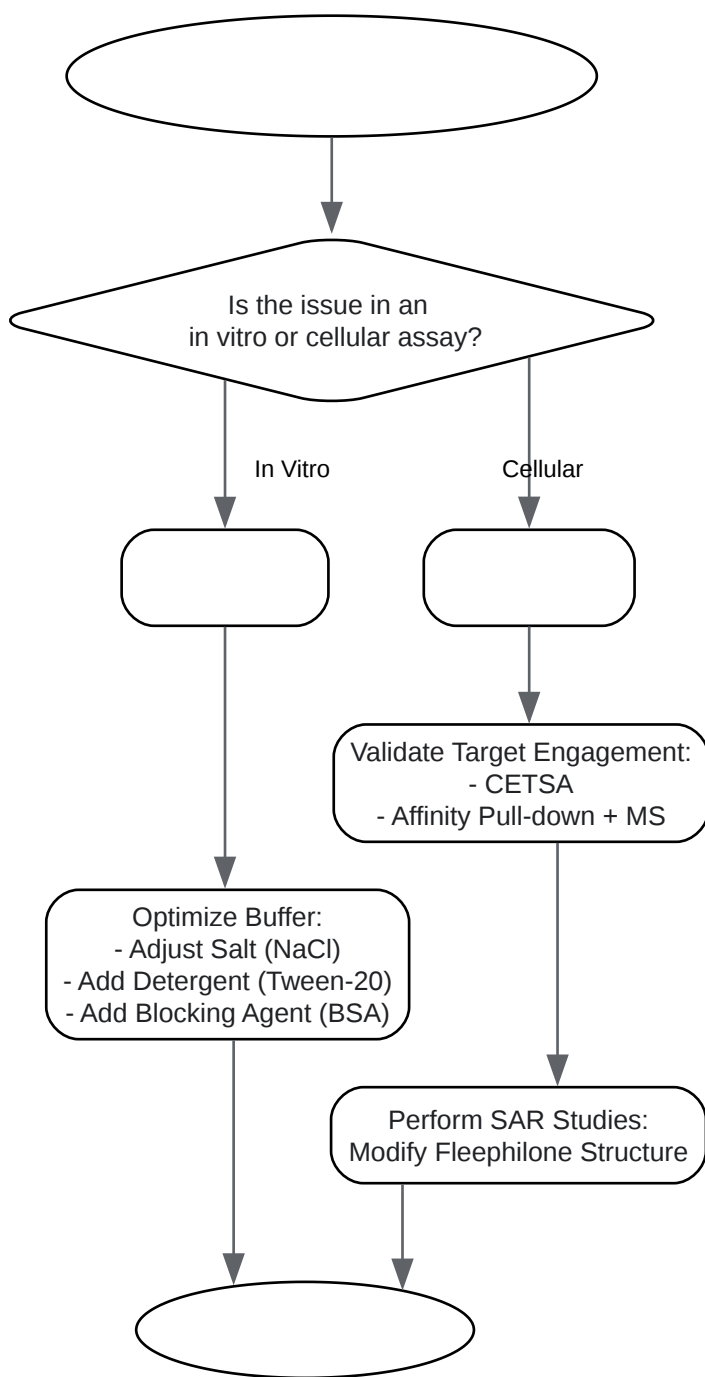 Is the issue in an
in vitro or cellular assay?
In Vitro
Cellular
Validate Target Engagement:
- CETSA
- Affinity Pull-down + MS
Optimize Buffer:
- Adjust Salt (NaCl)
- Add Detergent (Tween-20)
- Add Blocking Agent (BSA)
Perform SAR Studies:
Modify Fleephilone Structure